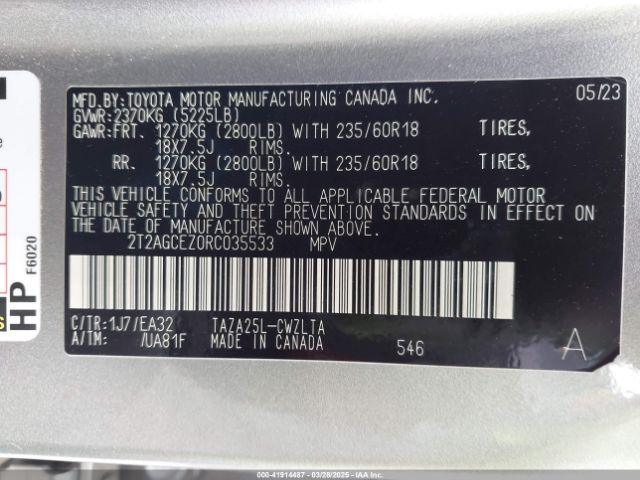 MFD.BY:TOYOTA MOTOR MANUFACTURING CANADA INC. 05/23
GVWR:2370KG (5225LB)
GAWR:FRT. 1270KG (2800LB) WITH 235/60R18 TIRES,
18X7.5J RIMS.
RR. 1270KG (2800LB) WITH 235/60R18 TIRES,
18X7.5J RIMS.
THIS VEHICLE CONFORMS TO ALL APPLICABLE FEDERAL MOTOR
VEHICLE SAFETY AND THEFT PREVENTION STANDARDS IN EFFECT ON
THE DATE OF MANUFACTURE SHOWN ABOVE.
2T2AGCEZ0RC035533 MPV
C/TR:1J7/EA32 TAZA25L-CWZLTA
A/TM: /UA81F MADE IN CANADA 546 A
HP F6020
000-41914487 - 03/28/2025 - IAAI Inc.